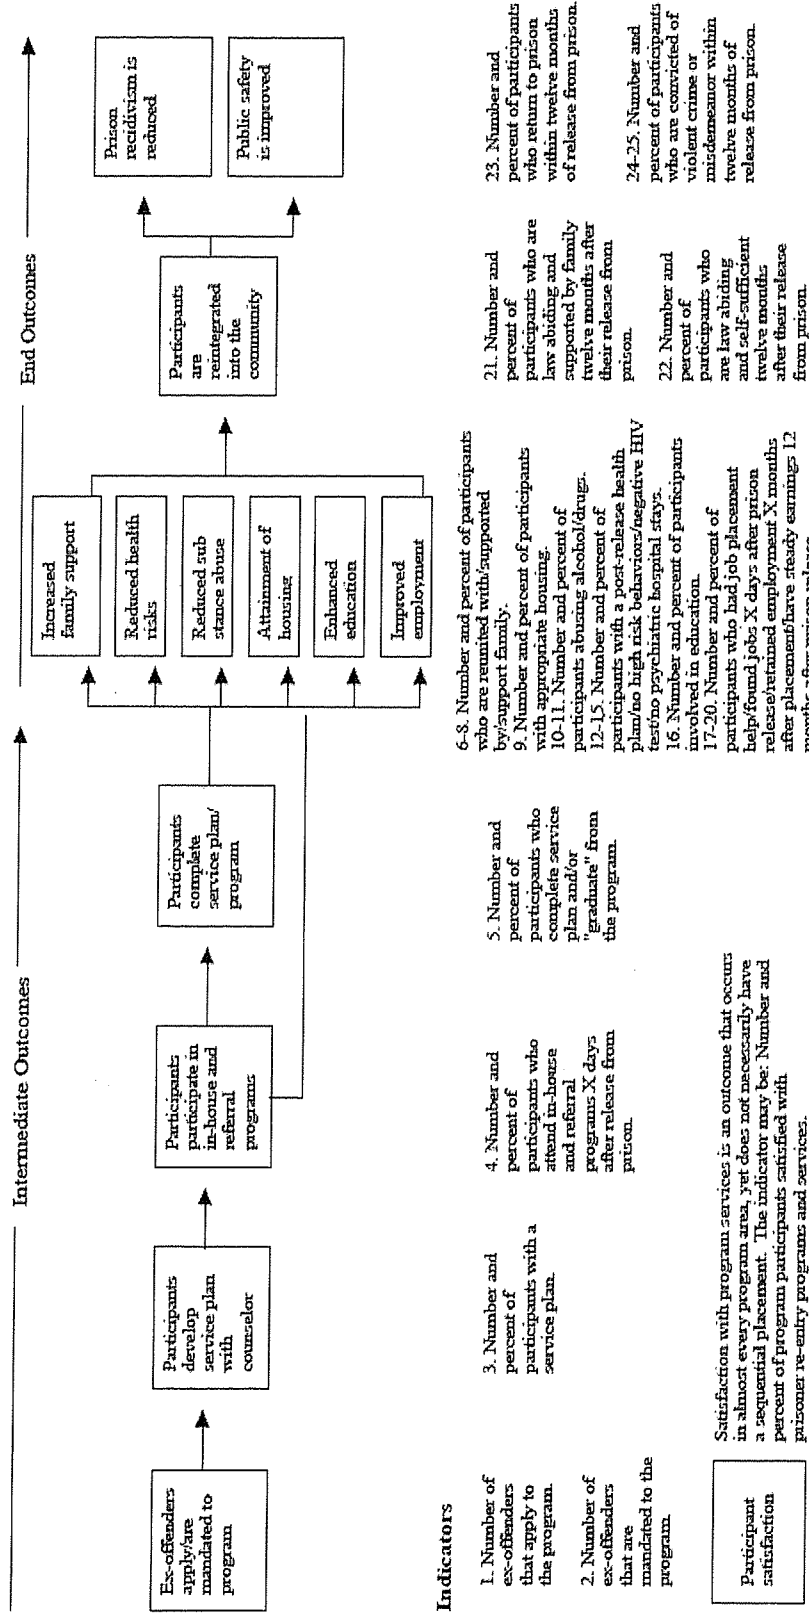 Intermediate Outcomes
End Outcomes
Ex-offenders
apply/are
mandated to
program
Participants
develop
service plan
with
counselor
Participants
participate in
in-house and
referral
programs
Participants
complete
service plan/
program
Increased
family support
Reduced health
risks
Reduced sub
stance abuse
Attainment of
housing
Enhanced
education
Improved
employment
Participants
are
reintegrated
into the
community
Prison
recidivism is
reduced
Public safety
is improved
Indicators
1. Number of
ex-offenders
that apply to
the program.
2. Number of
ex-offenders
that are
mandated to the
program.
3. Number and
percent of
participants with a
service plan.
4. Number and
percent of
participants who
attend in-house
and referral
programs X days
after release from
prison.
5. Number and
percent of
participants who
complete service
plan and/or
"graduate" from
the program.
6-8. Number and percent of participants
who are reunited with/supported
by/support family.
9. Number and percent of participants
with appropriate housing.
10-11. Number and percent of
participants abusing alcohol/drugs.
12-15. Number and percent of
participants with a post-release health
plan/no high risk behaviors/negative HIV
test/no psychiatric hospital stays.
16. Number and percent of participants
involved in education.
17-20. Number and percent of
participants who had job placement
help/found jobs X days after prison
release/retained employment X months
after placement/have steady earnings 12
months after prison release.
21. Number and
percent of
participants who are
law abiding and
supported by family
twelve months after
their release from
prison.
22. Number and
percent of
participants who
are law abiding
and self-sufficient
twelve months
after their release
from prison.
23. Number and
percent of participants
who return to prison
within twelve months
of release from prison.
24-25. Number and
percent of participants
who are convicted of
violent crime or
misdemeanor within
twelve months of
release from prison.
Participant
satisfaction
Satisfaction with program services is an outcome that occurs
in almost every program area, yet does not necessarily have
a sequential placement. The indicator may be: Number and
percent of program participants satisfied with
prisoner re-entry programs and services.